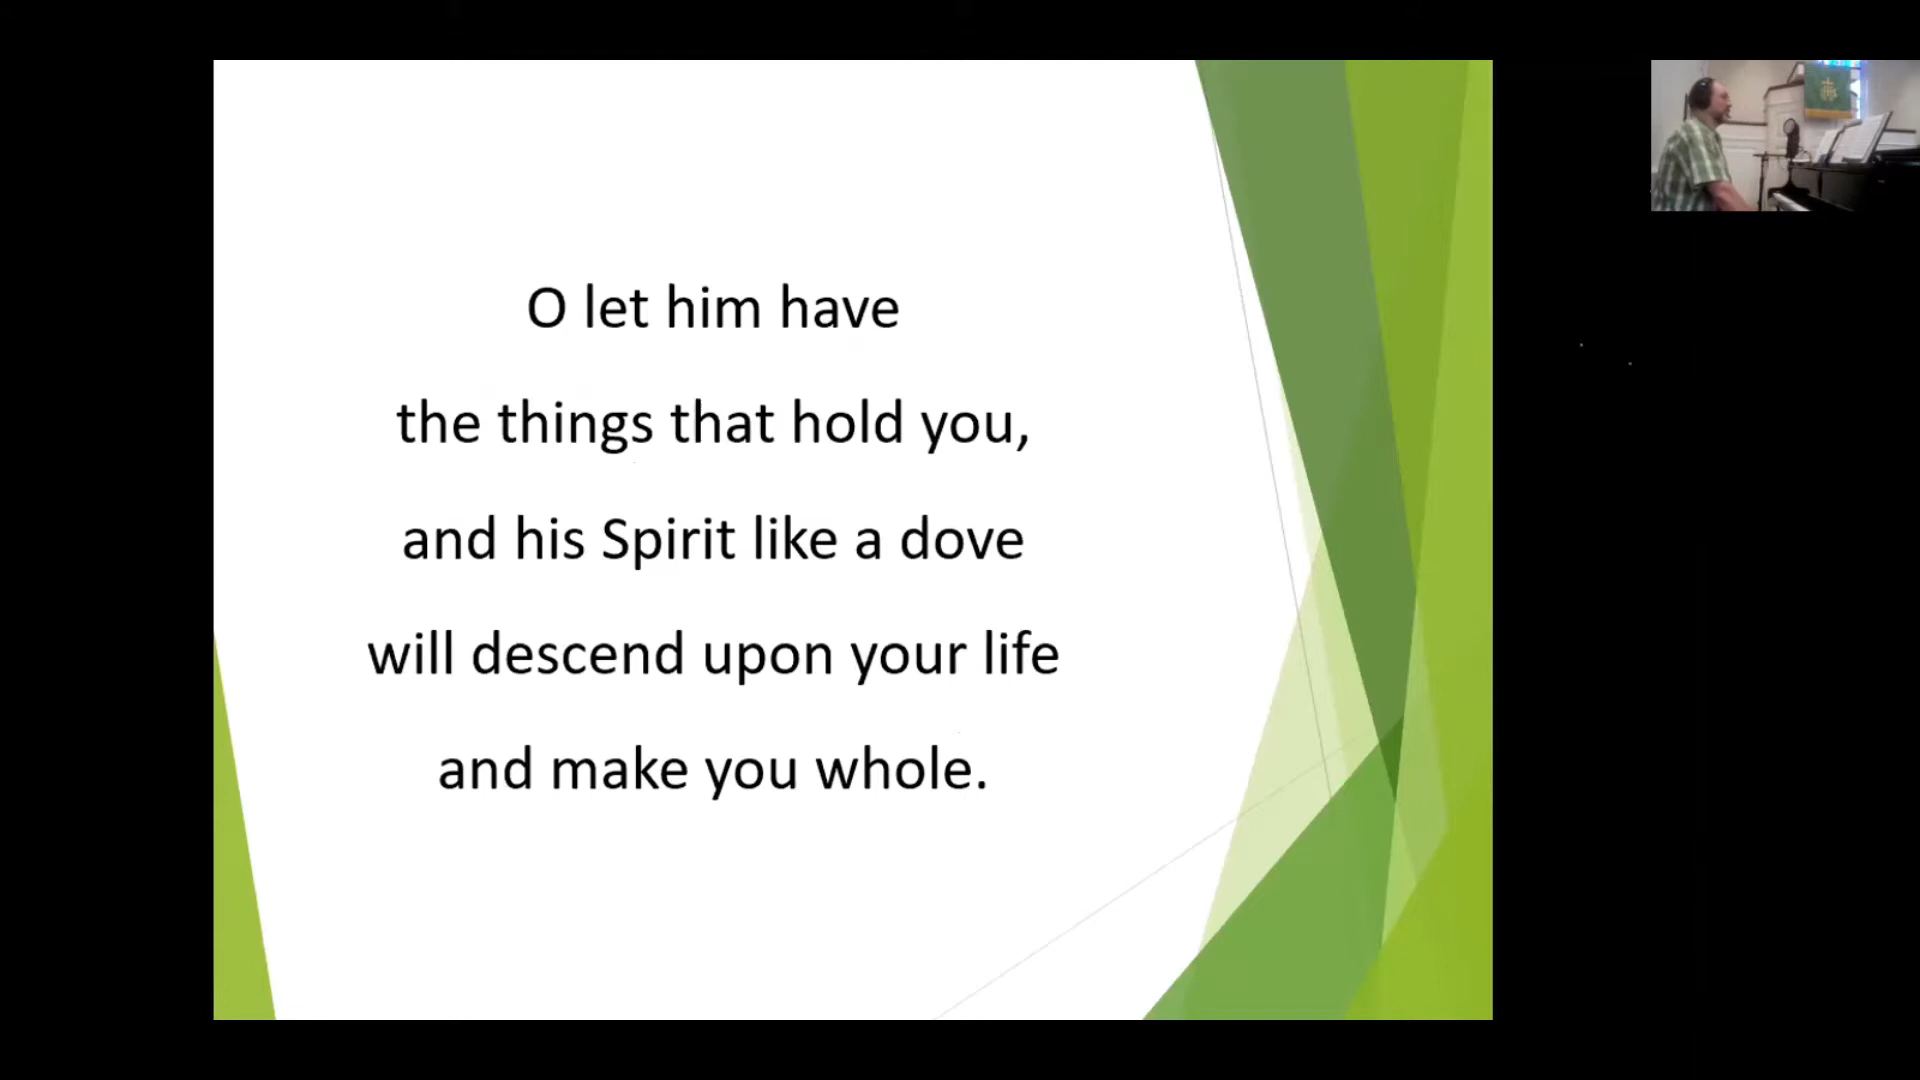 O let him have
the things that hold you,
and his Spirit like a dove
will descend upon your life
and make you whole.